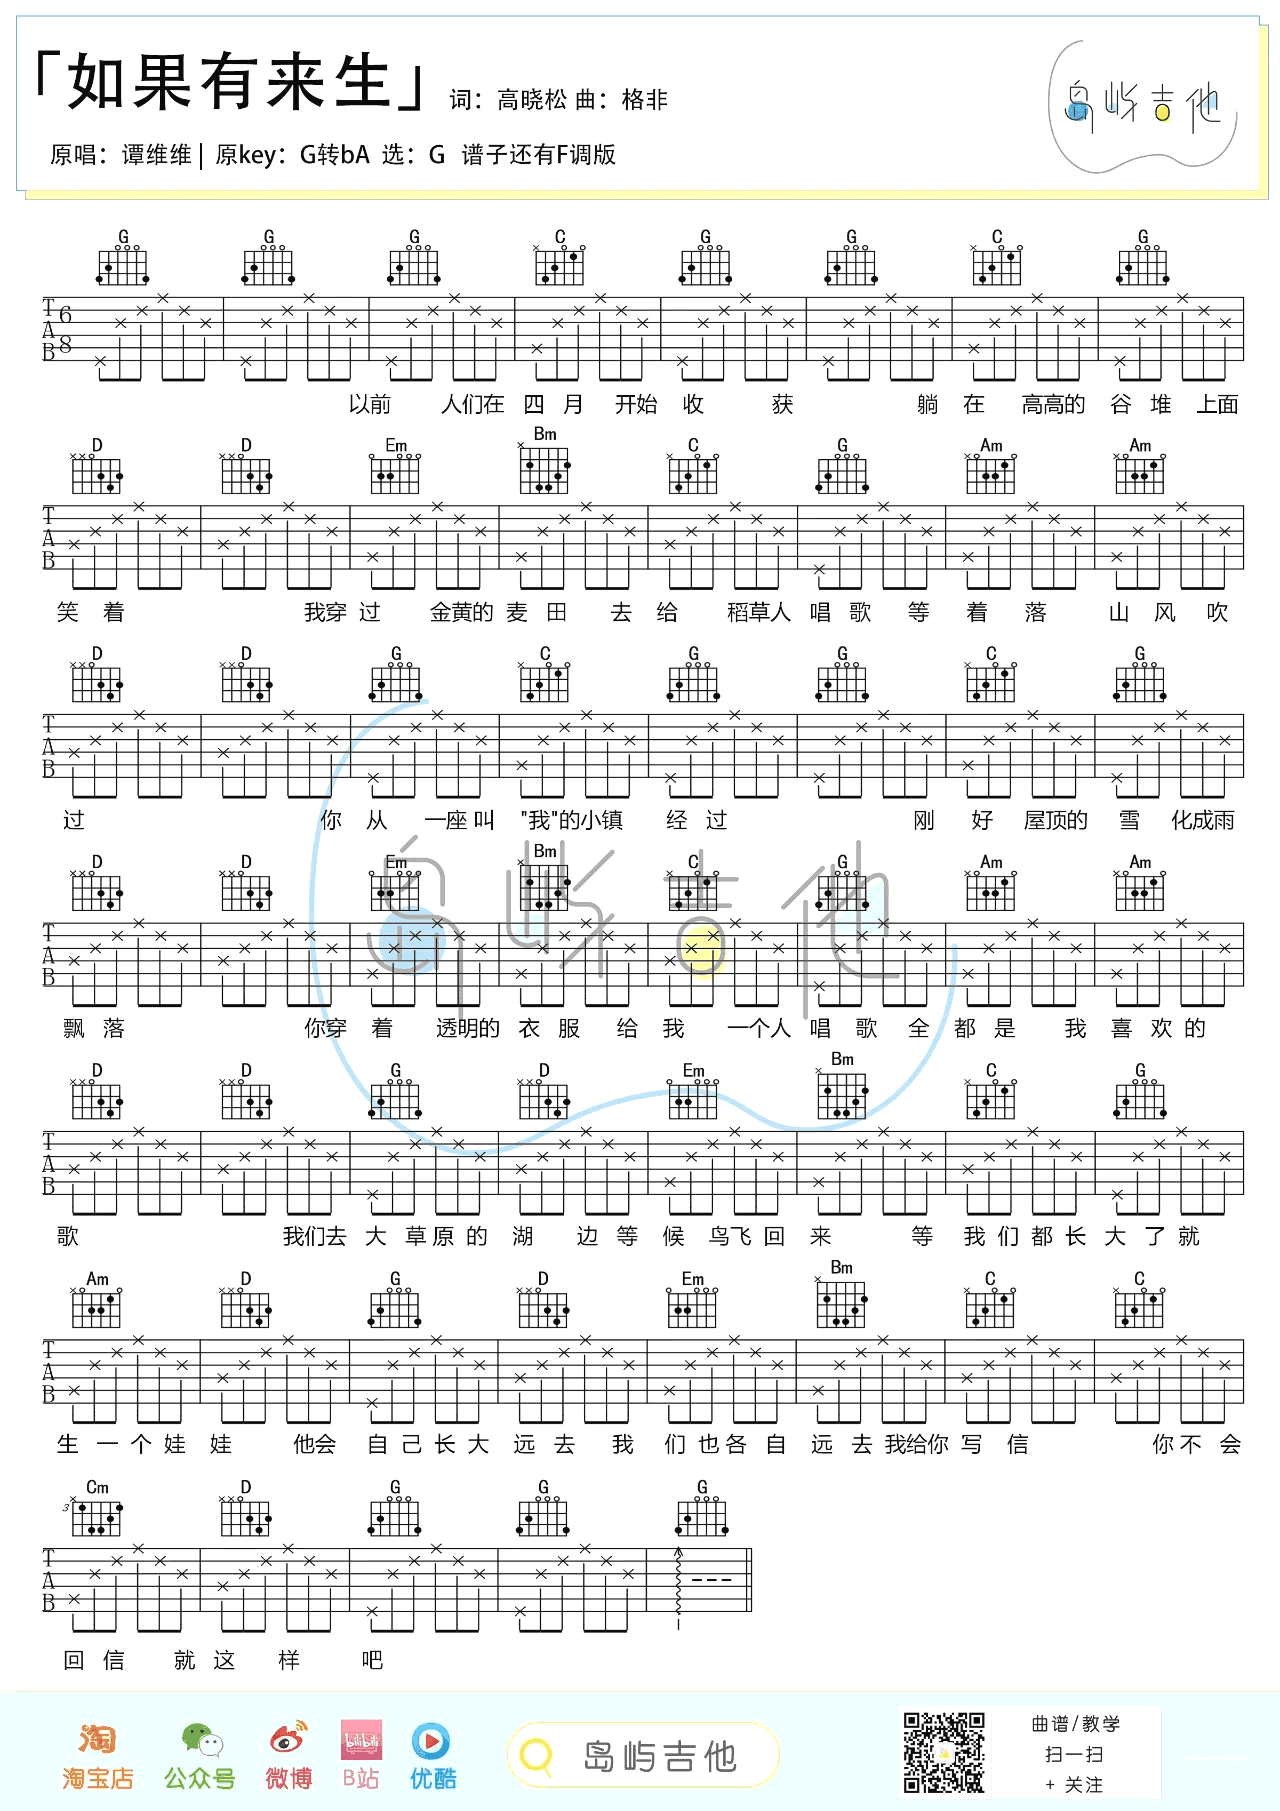 「如果有来生」 词：高晓松 曲：格非
原唱：谭维维 | 原key：G转bA 选：G 谱子还有F调版
岛屿吉他
G G G C G G C G
T A B 6 8
以前 人们在 四 月 开始 收 获 躺 在 高高的 谷 堆 上面
D D Em Bm C G Am Am
T A B
笑 着 我穿 过 金黄的 麦 田 去 给 稻草人 唱 歌 等 着 落 山 风 吹
D D G C G G C G
T A B
过 你 从 一座 叫 "我"的小镇 经 过 刚 好 屋顶的 雪 化成雨
D D Em Bm C G Am Am
T A B
飘 落 你穿 着 透明的 衣 服 给 我 一个人 唱 歌 全 都 是 我 喜 欢 的
岛屿吉他
D D G D Em Bm C G
T A B
歌 我们去 大 草 原 的 湖 边 等 候 鸟飞 回 来 等 我 们 都 长 大 了 就
Am D G D Em Bm C C
T A B
生 一 个 娃 娃 他会 自 己 长 大 远 去 我 们 也 各 自 远 去 我给你 写 信 你 不 会
Cm D G G G
3
T A B
回 信 就 这 样 吧
淘
bilibili
淘宝店 公众号 微博 B站 优酷
岛屿吉他
曲谱/教学
扫一扫
+ 关注